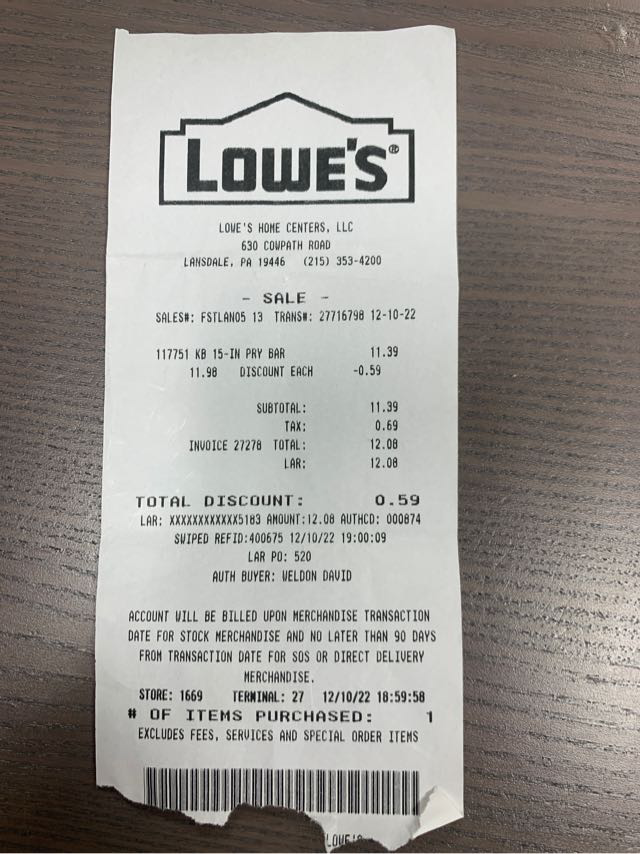 LOWE'S®
LOWE'S HOME CENTERS, LLC
630 COWPATH ROAD
LANSDALE, PA 19446 (215) 353-4200
- SALE -
SALES#: FSTLAN05 13 TRANS#: 27716798 12-10-22
117751 KB 15-IN PRY BAR 11.39
11.98 DISCOUNT EACH -0.59
SUBTOTAL: 11.39
TAX: 0.69
INVOICE 27278 TOTAL: 12.08
LAR: 12.08
TOTAL DISCOUNT: 0.59
LAR: XXXXXXXXXXXX5183 AMOUNT:12.08 AUTHCD: 000874
SWIPED REFID:400675 12/10/22 19:00:09
LAR PO: 520
AUTH BUYER: WELDON DAVID
ACCOUNT WILL BE BILLED UPON MERCHANDISE TRANSACTION
DATE FOR STOCK MERCHANDISE AND NO LATER THAN 90 DAYS
FROM TRANSACTION DATE FOR SOS OR DIRECT DELIVERY
MERCHANDISE.
STORE: 1669 TERMINAL: 27 12/10/22 18:59:58
# OF ITEMS PURCHASED: 1
EXCLUDES FEES, SERVICES AND SPECIAL ORDER ITEMS
LOWE'S